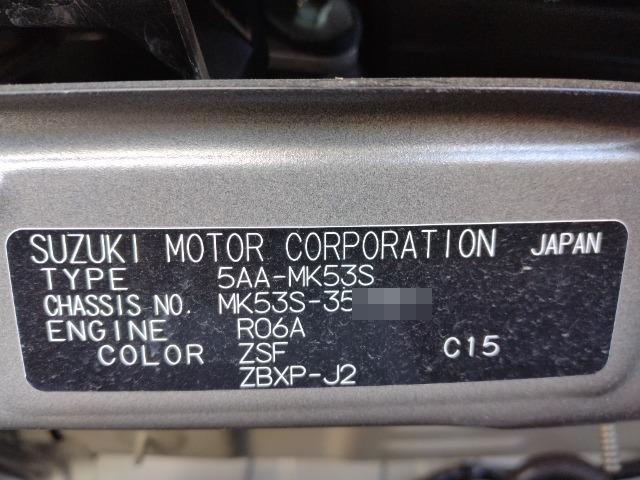 SUZUKI MOTOR CORPORATION JAPAN
TYPE 5AA-MK53S
CHASSIS NO. MK53S-35
ENGINE R06A
COLOR ZSF C15
ZBXP-J2